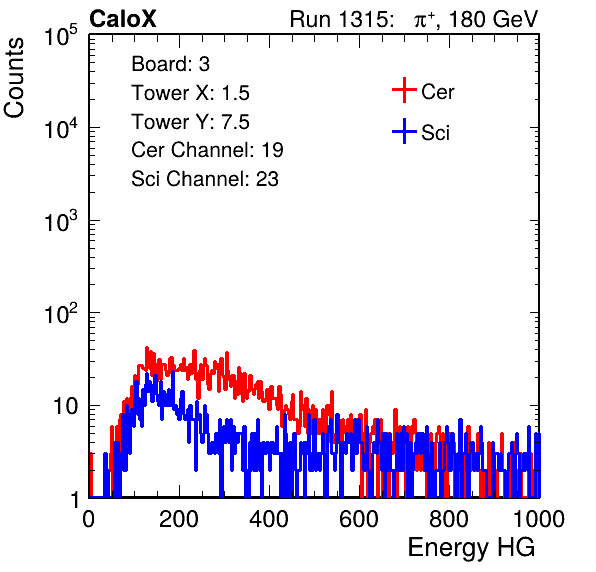 CaloX Run 1315: π⁺, 180 GeV
Counts
10⁵
10⁴
10³
10²
10
1
Board: 3
Tower X: 1.5
Tower Y: 7.5
Cer Channel: 19
Sci Channel: 23
Cer
Sci
0 200 400 600 800 1000
Energy HG